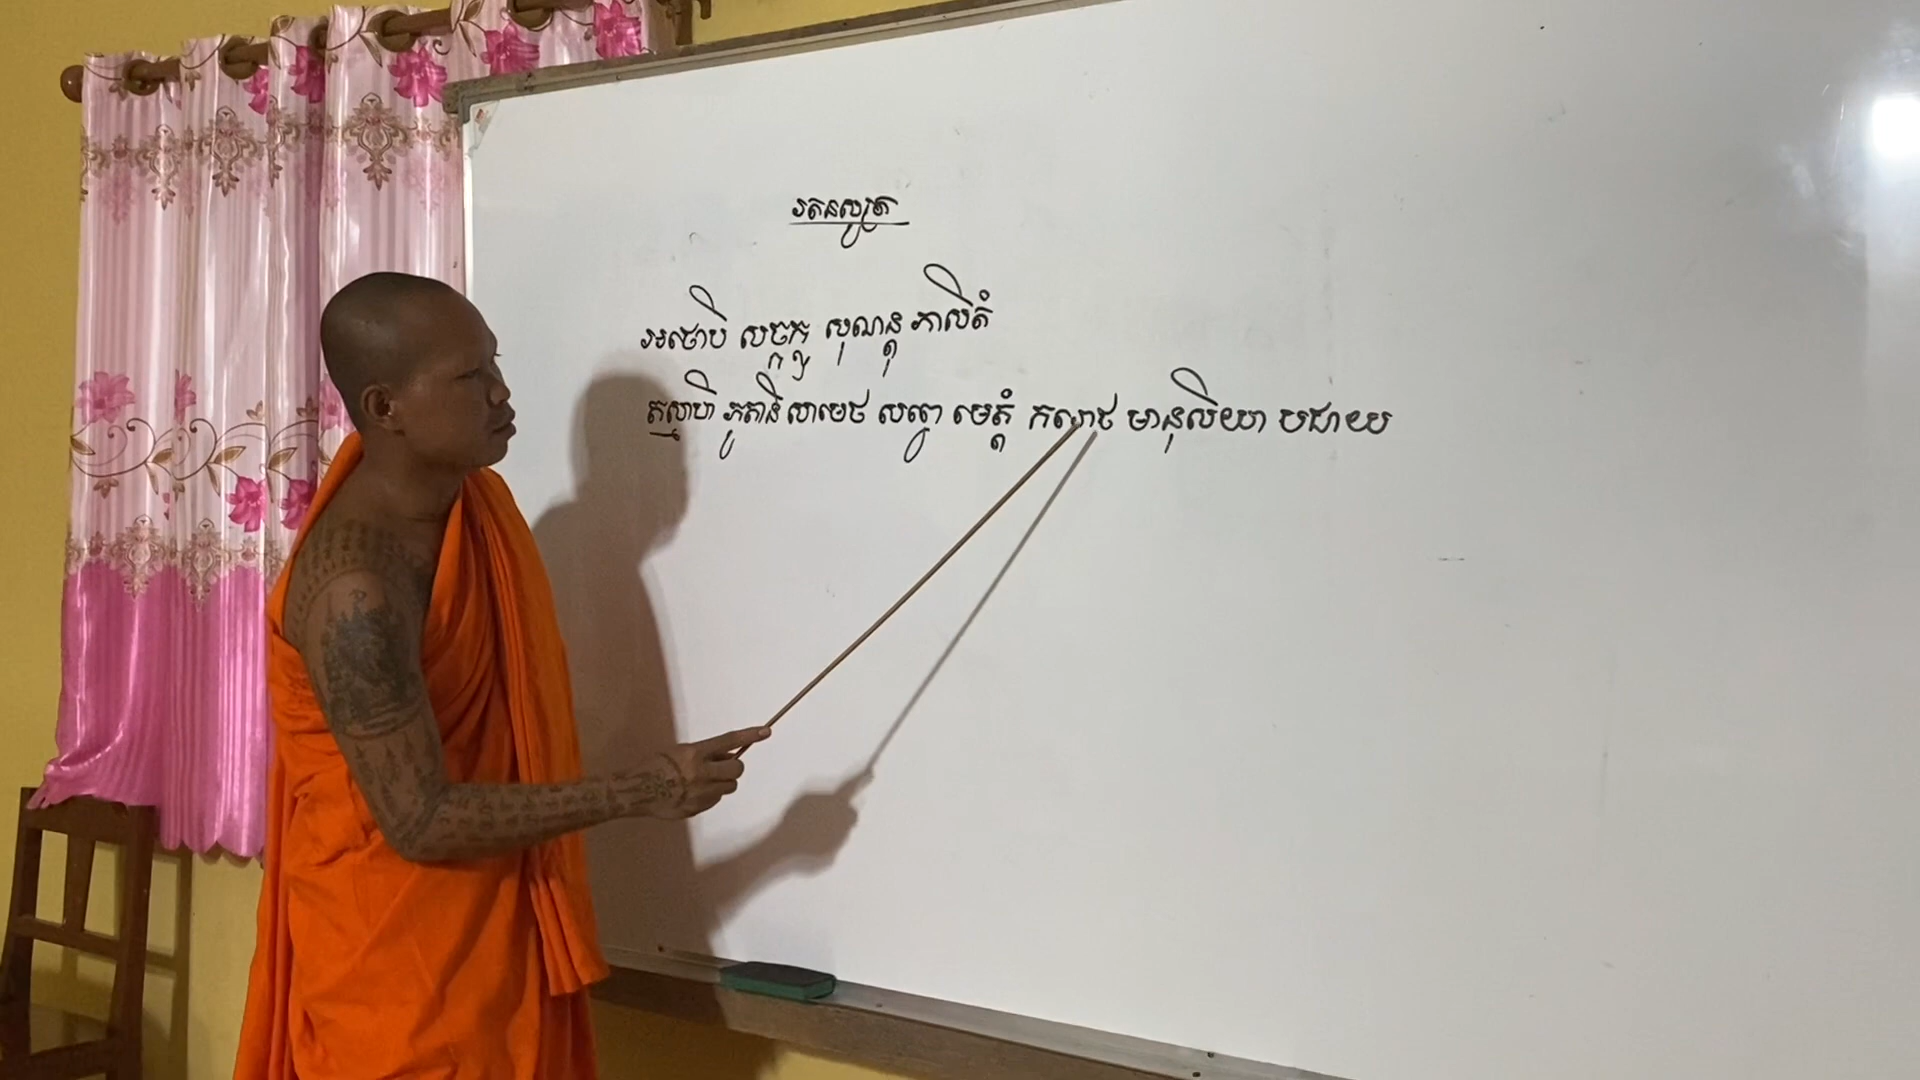 រតនសូត្រ
អថោបិ សច្កក្ច សុណន្តុ ភាសិតំ
តស្មាហិ ភូតានិ សាមេថ សព្វេ មេត្តំ ករោថ មានុសិយា បជាយ